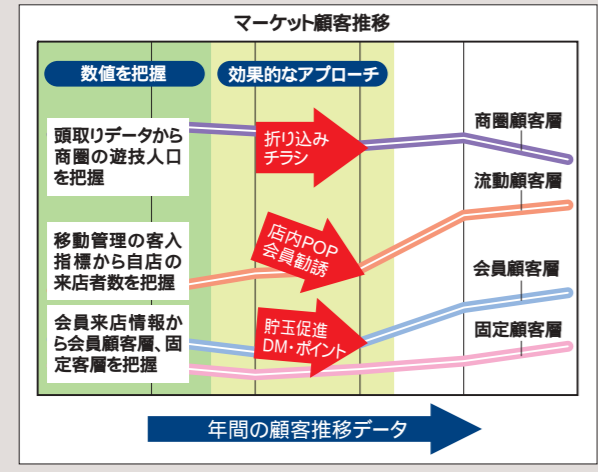 マーケット顧客推移
数値を把握
効果的なアプローチ
頭取りデータから
商圏の遊技人口
を把握
折り込み
チラシ
商圏顧客層
流動顧客層
移動管理の客入
指標から自店の
来店者数を把握
店内POP
会員勧誘
会員顧客層
会員来店情報か
ら会員顧客層、固
定客層を把握
貯玉促進
DM・ポイント
固定顧客層
年間の顧客推移データ